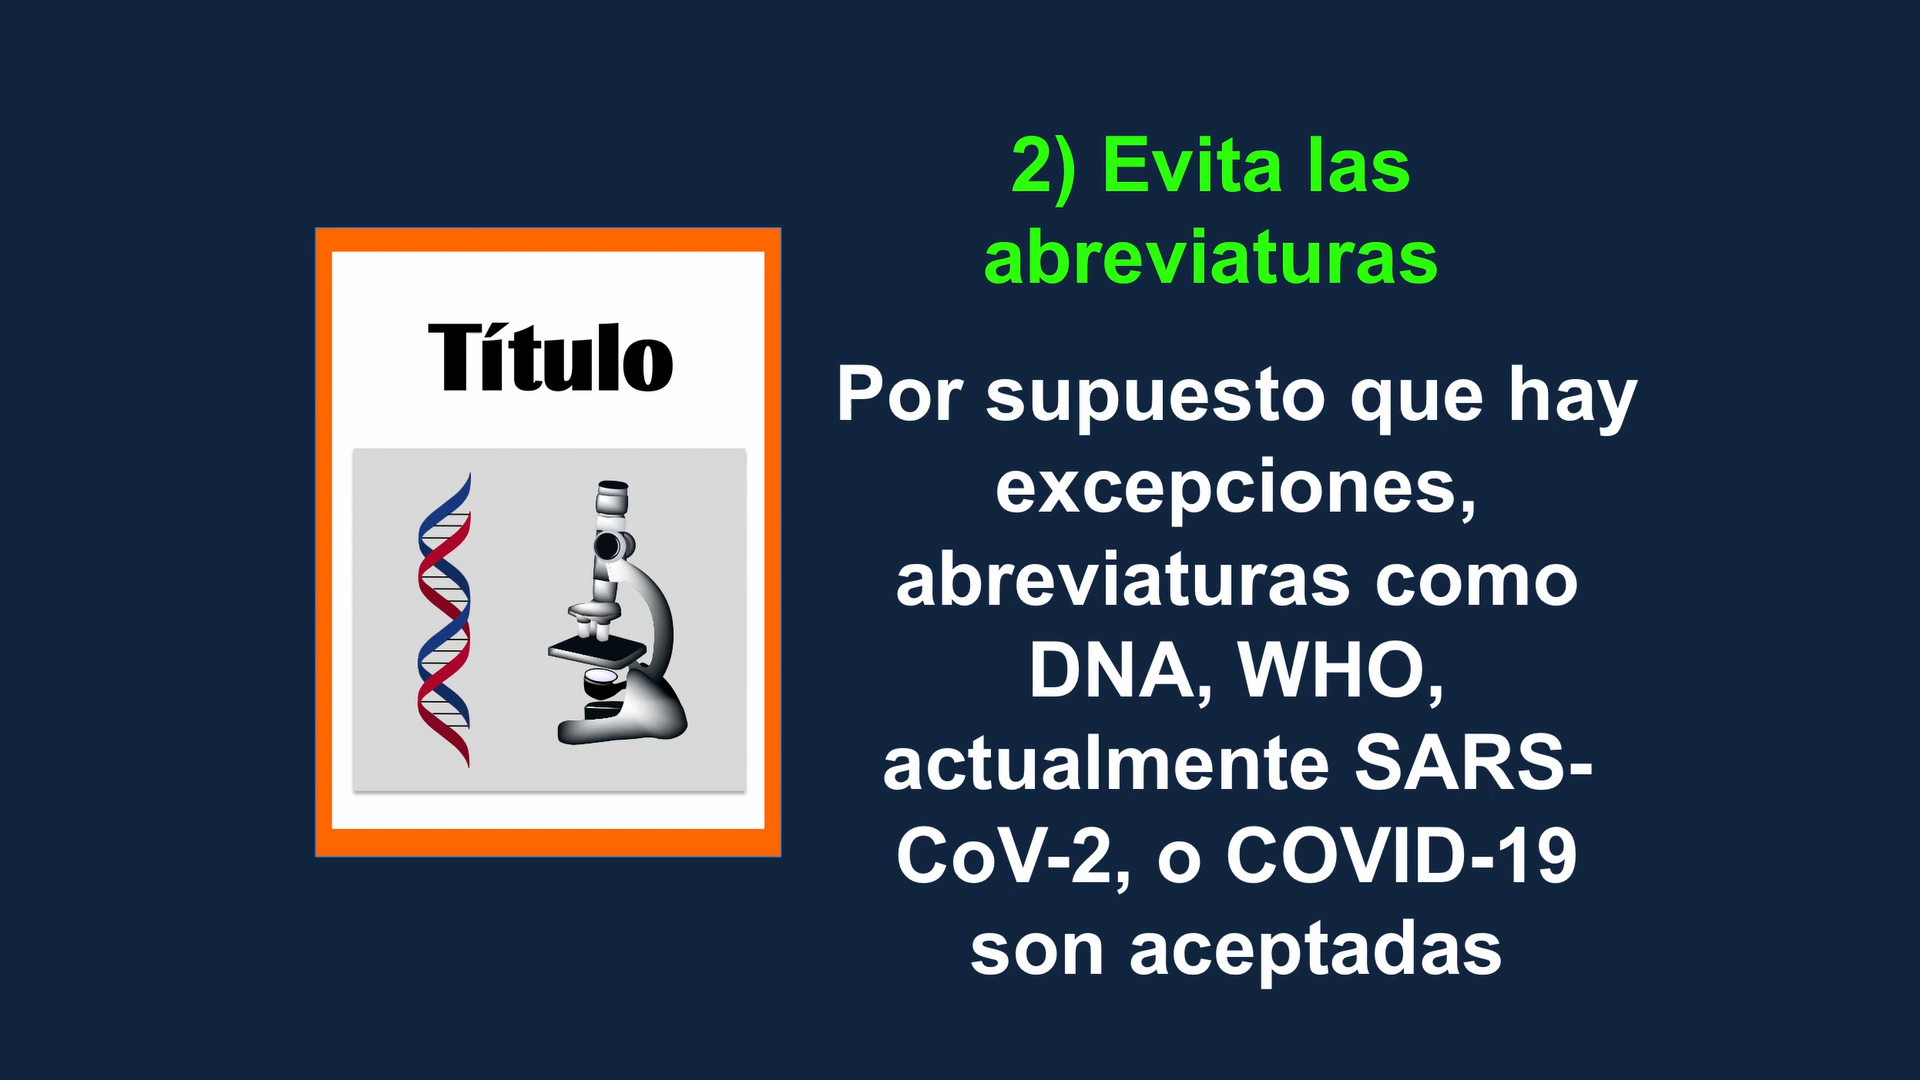 2) Evita las
abreviaturas
Título
Por supuesto que hay
excepciones,
abreviaturas como
DNA, WHO,
actualmente SARS-
CoV-2, o COVID-19
son aceptadas